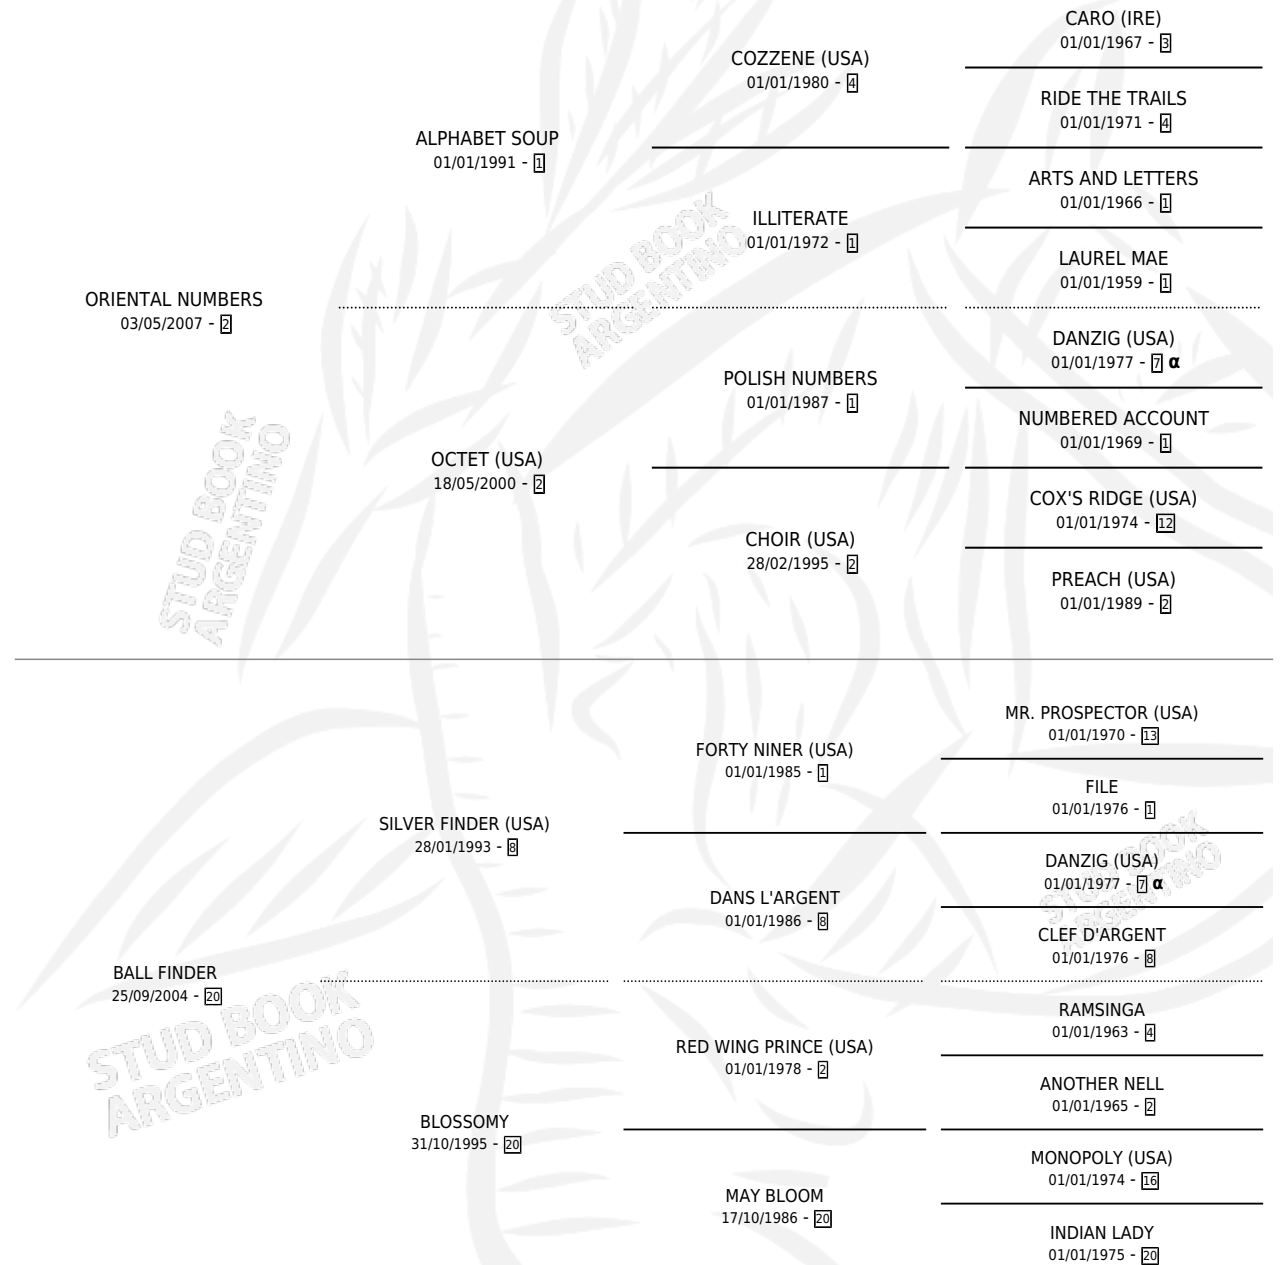 CARO (IRE)
01/01/1967 - 3
COZZENE (USA)
01/01/1980 - 4
RIDE THE TRAILS
01/01/1971 - 4
ALPHABET SOUP
01/01/1991 - 1
ARTS AND LETTERS
01/01/1966 - 1
ILLITERATE
01/01/1972 - 1
LAUREL MAE
01/01/1959 - 1
STUD BOOK
ARGENTINO
ORIENTAL NUMBERS
03/05/2007 - 2
DANZIG (USA)
01/01/1977 - 7 α
POLISH NUMBERS
01/01/1987 - 1
NUMBERED ACCOUNT
01/01/1969 - 1
OCTET (USA)
18/05/2000 - 2
COX'S RIDGE (USA)
01/01/1974 - 12
CHOIR (USA)
28/02/1995 - 2
PREACH (USA)
01/01/1989 - 2
STUD BOOK
ARGENTINO
MR. PROSPECTOR (USA)
01/01/1970 - 13
FORTY NINER (USA)
01/01/1985 - 1
FILE
01/01/1976 - 1
SILVER FINDER (USA)
28/01/1993 - 8
DANZIG (USA)
01/01/1977 - 7 α
STUD BOOK
ARGENTINO
DANS L'ARGENT
01/01/1986 - 8
CLEF D'ARGENT
01/01/1976 - 8
BALL FINDER
25/09/2004 - 20
STUD BOOK
ARGENTINO
RAMSINGA
01/01/1963 - 4
RED WING PRINCE (USA)
01/01/1978 - 2
ANOTHER NELL
01/01/1965 - 2
BLOSSOMY
31/10/1995 - 20
MONOPOLY (USA)
01/01/1974 - 16
MAY BLOOM
17/10/1986 - 20
INDIAN LADY
01/01/1975 - 20